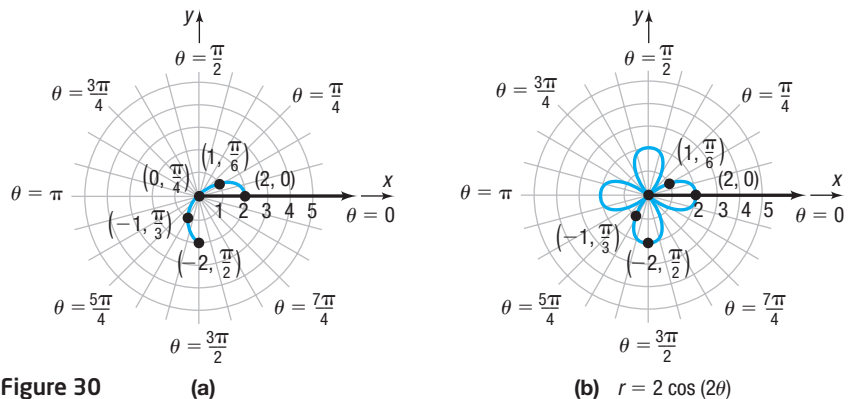 y
θ = π/2
θ = 3π/4
θ = π/4
(1, π/6)
(0, π/4)
(2, 0)
θ = π
x
1 2 3 4 5
θ = 0
(−1, π/3)
(−2, π/2)
θ = 5π/4
θ = 7π/4
θ = 3π/2
Figure 30 (a)
y
θ = π/2
θ = 3π/4
θ = π/4
(1, π/6)
(2, 0)
θ = π
x
2 3 4 5
θ = 0
(−1, π/3)
(−2, π/2)
θ = 5π/4
θ = 7π/4
θ = 3π/2
(b) r = 2 cos (2θ)